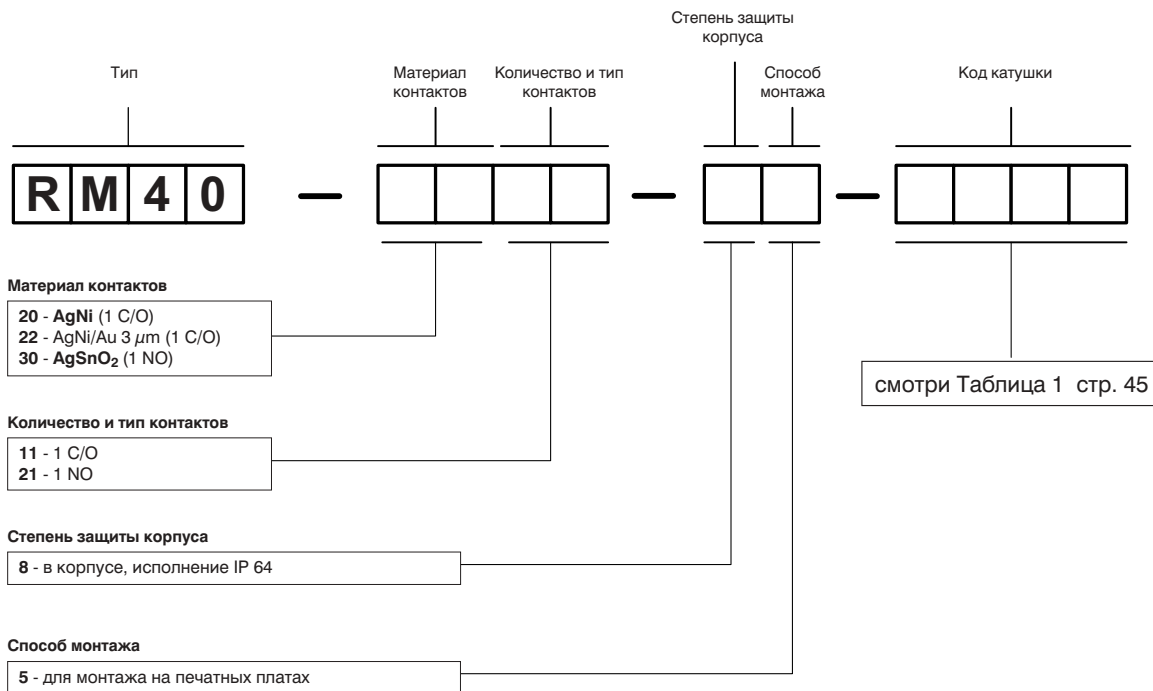 Степень защиты
корпуса
Тип
Материал
контактов
Количество и тип
контактов
Способ
монтажа
Код катушки
RM40 — — —
Материал контактов
20 - AgNi (1 C/O)
22 - AgNi/Au 3 μm (1 C/O)
30 - AgSnO₂ (1 NO)
смотри Таблица 1 стр. 45
Количество и тип контактов
11 - 1 C/O
21 - 1 NO
Степень защиты корпуса
8 - в корпусе, исполнение IP 64
Способ монтажа
5 - для монтажа на печатных платах